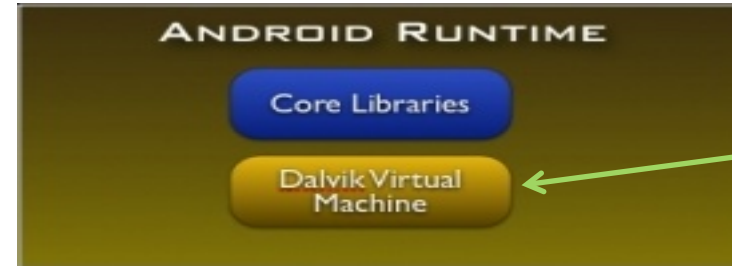 ANDROID RUNTIME
Core Libraries
Dalvik Virtual
Machine